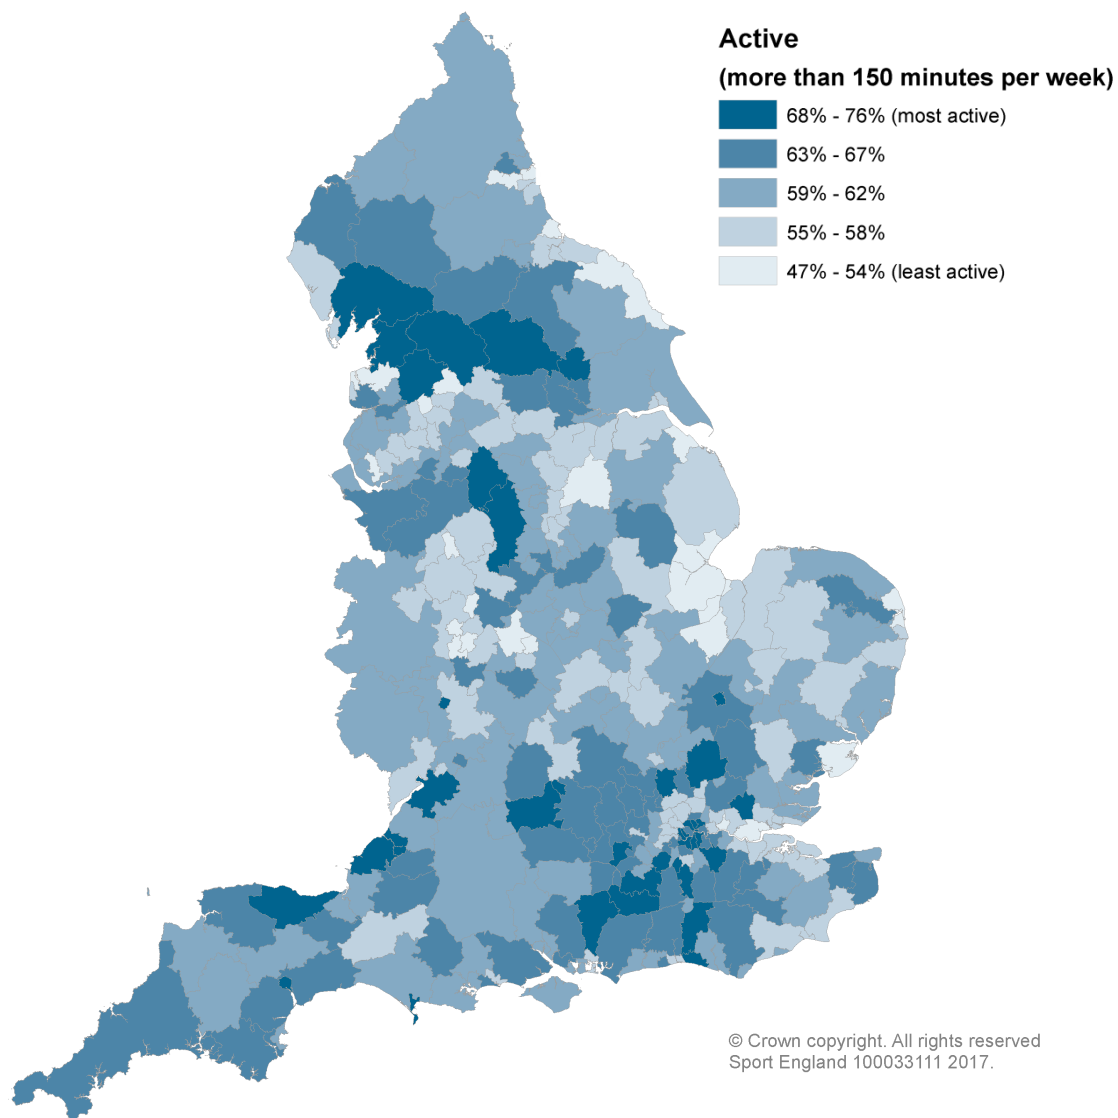 Active
(more than 150 minutes per week)
68% - 76% (most active)
63% - 67%
59% - 62%
55% - 58%
47% - 54% (least active)
© Crown copyright. All rights reserved
Sport England 100033111 2017.